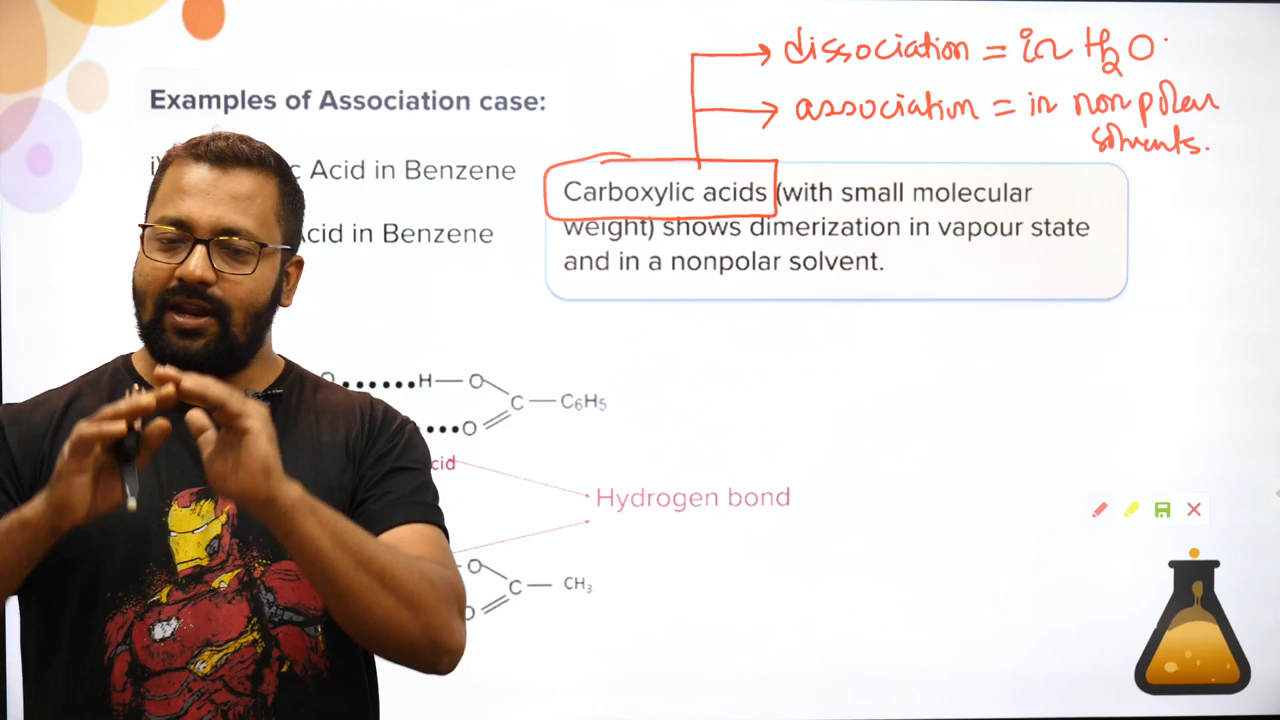 dissociation = in H₂O
association = in nonpolar
solvents.
Examples of Association case:
i) Acid in Benzene
Acid in Benzene
Carboxylic acids (with small molecular
weight) shows dimerization in vapour state
and in a nonpolar solvent.
O ...... H — O
C — C₆H₅
O
cid
Hydrogen bond
O
C — CH₃
O